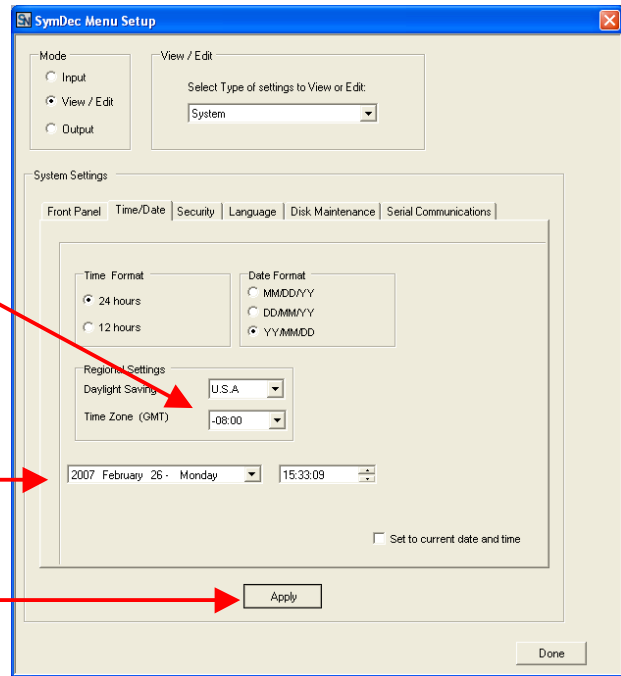 SN SymDec Menu Setup
Mode
Input
View / Edit
Output
View / Edit
Select Type of settings to View or Edit:
System
System Settings
Front Panel Time/Date Security Language Disk Maintenance Serial Communications
Time Format
24 hours
12 hours
Date Format
MM/DD/YY
DD/MM/YY
YY/MM/DD
Regional Settings
Daylight Saving U.S.A
Time Zone (GMT) -08:00
2007 February 26 - Monday 15:33:09
Set to current date and time
Apply
Done